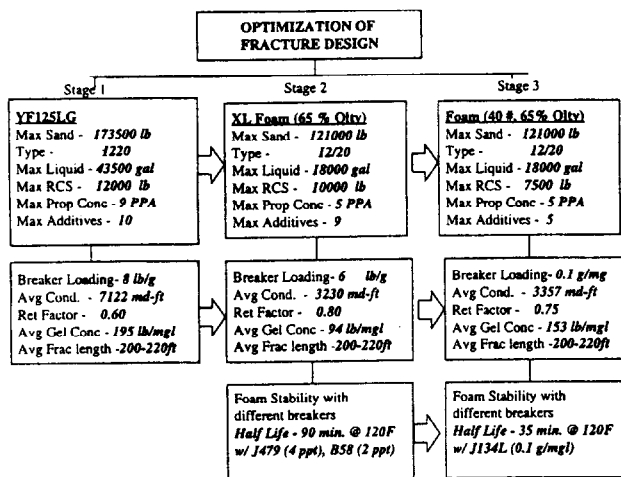 OPTIMIZATION OF
FRACTURE DESIGN
Stage 1
YF125LG
Max Sand - 173500 lb
Type - 1220
Max Liquid - 43500 gal
Max RCS - 12000 lb
Max Prop Conc - 9 PPA
Max Additives - 10
Breaker Loading- 8 lb/g
Avg Cond. - 7122 md-ft
Ret Factor - 0.60
Avg Gel Conc - 195 lb/mgl
Avg Frac length -200-220ft
Stage 2
XL Foam (65 % Qlty)
Max Sand - 121000 lb
Type - 12/20
Max Liquid - 18000 gal
Max RCS - 10000 lb
Max Prop Conc - 5 PPA
Max Additives - 9
Breaker Loading- 6 lb/g
Avg Cond. - 3230 md-ft
Ret Factor - 0.80
Avg Gel Conc - 94 lb/mgl
Avg Frac length -200-220ft
Foam Stability with
different breakers
Half Life - 90 min. @ 120F
w/ J479 (4 ppt), B58 (2 ppt)
Stage 3
Foam (40 #, 65% Qlty)
Max Sand - 121000 lb
Type - 12/20
Max Liquid - 18000 gal
Max RCS - 7500 lb
Max Prop Conc - 5 PPA
Max Additives - 5
Breaker Loading -0.1 g/mg
Avg Cond. - 3357 md-ft
Ret Factor - 0.75
Avg Gel Conc - 153 lb/mgl
Avg Frac length -200-220ft
Foam Stability with
different breakers
Half Life - 35 min. @ 120F
w/J134L (0.1 g/mgl)